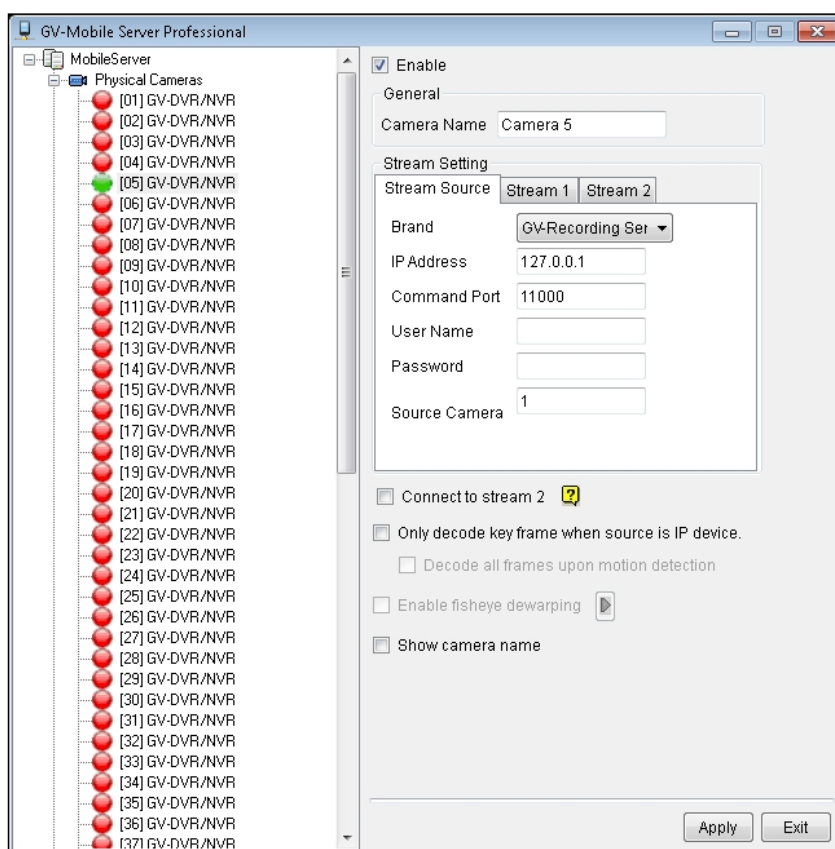 GV-Mobile Server Professional
MobileServer
Physical Cameras
[01] GV-DVR/NVR
[02] GV-DVR/NVR
[03] GV-DVR/NVR
[04] GV-DVR/NVR
[05] GV-DVR/NVR
[06] GV-DVR/NVR
[07] GV-DVR/NVR
[08] GV-DVR/NVR
[09] GV-DVR/NVR
[10] GV-DVR/NVR
[11] GV-DVR/NVR
[12] GV-DVR/NVR
[13] GV-DVR/NVR
[14] GV-DVR/NVR
[15] GV-DVR/NVR
[16] GV-DVR/NVR
[17] GV-DVR/NVR
[18] GV-DVR/NVR
[19] GV-DVR/NVR
[20] GV-DVR/NVR
[21] GV-DVR/NVR
[22] GV-DVR/NVR
[23] GV-DVR/NVR
[24] GV-DVR/NVR
[25] GV-DVR/NVR
[26] GV-DVR/NVR
[27] GV-DVR/NVR
[28] GV-DVR/NVR
[29] GV-DVR/NVR
[30] GV-DVR/NVR
[31] GV-DVR/NVR
[32] GV-DVR/NVR
[33] GV-DVR/NVR
[34] GV-DVR/NVR
[35] GV-DVR/NVR
[36] GV-DVR/NVR
[37] GV-DVR/NVR
Enable
General
Camera Name Camera 5
Stream Setting
Stream Source Stream 1 Stream 2
Brand GV-Recording Ser
IP Address 127.0.0.1
Command Port 11000
User Name
Password
Source Camera 1
Connect to stream 2 ?
Only decode key frame when source is IP device.
Decode all frames upon motion detection
Enable fisheye dewarping
Show camera name
Apply Exit